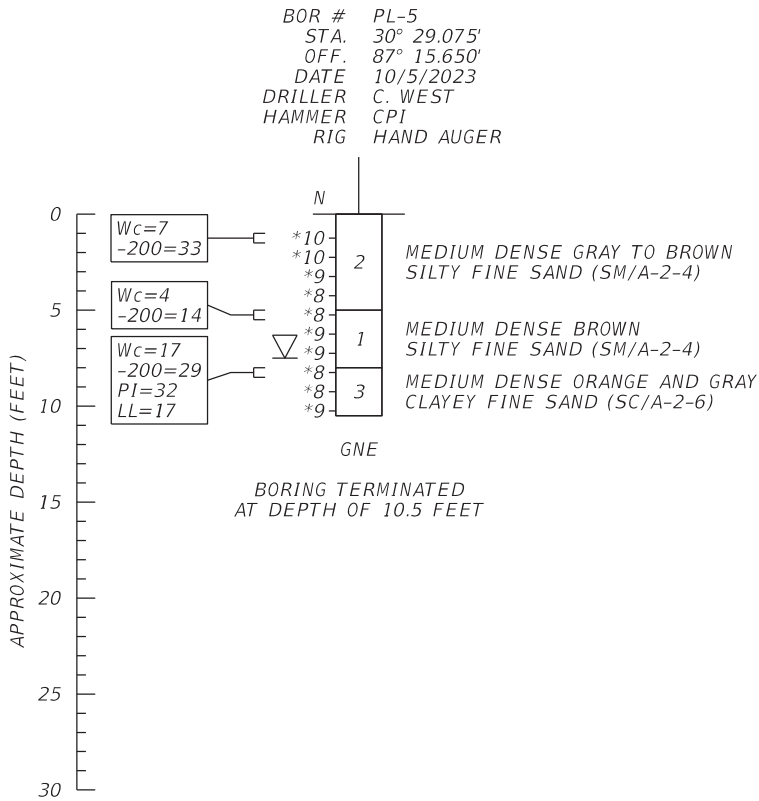 BOR # PL-5
STA. 30° 29.075'
OFF. 87° 15.650'
DATE 10/5/2023
DRILLER C. WEST
HAMMER CPI
RIG HAND AUGER
N
0
Wc=7
-200=33
*10
*10
*9
*8
2
MEDIUM DENSE GRAY TO BROWN
SILTY FINE SAND (SM/A-2-4)
5
Wc=4
-200=14
*8
*9
*9
1
MEDIUM DENSE BROWN
SILTY FINE SAND (SM/A-2-4)
Wc=17
-200=29
PI=32
LL=17
*8
*8
*9
3
MEDIUM DENSE ORANGE AND GRAY
CLAYEY FINE SAND (SC/A-2-6)
10
GNE
BORING TERMINATED
AT DEPTH OF 10.5 FEET
15
20
25
30
APPROXIMATE DEPTH (FEET)